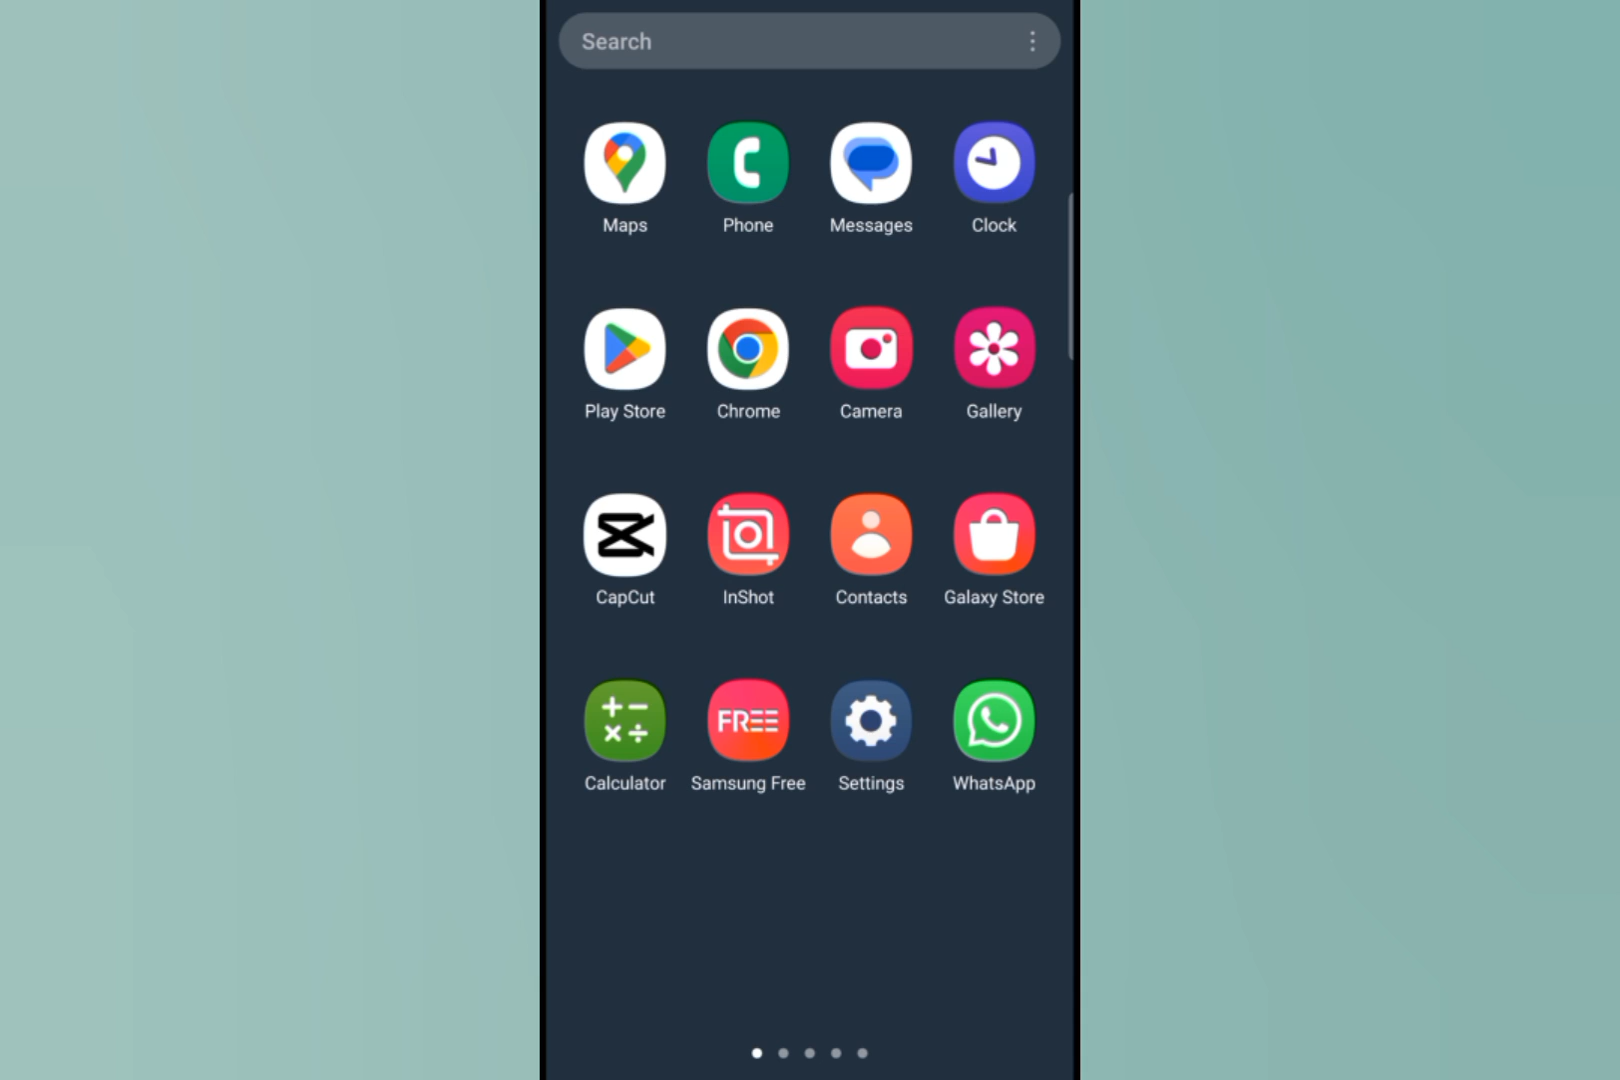 Search
Maps Phone Messages Clock
Play Store Chrome Camera Gallery
CapCut InShot Contacts Galaxy Store
FREE
Calculator Samsung Free Settings WhatsApp